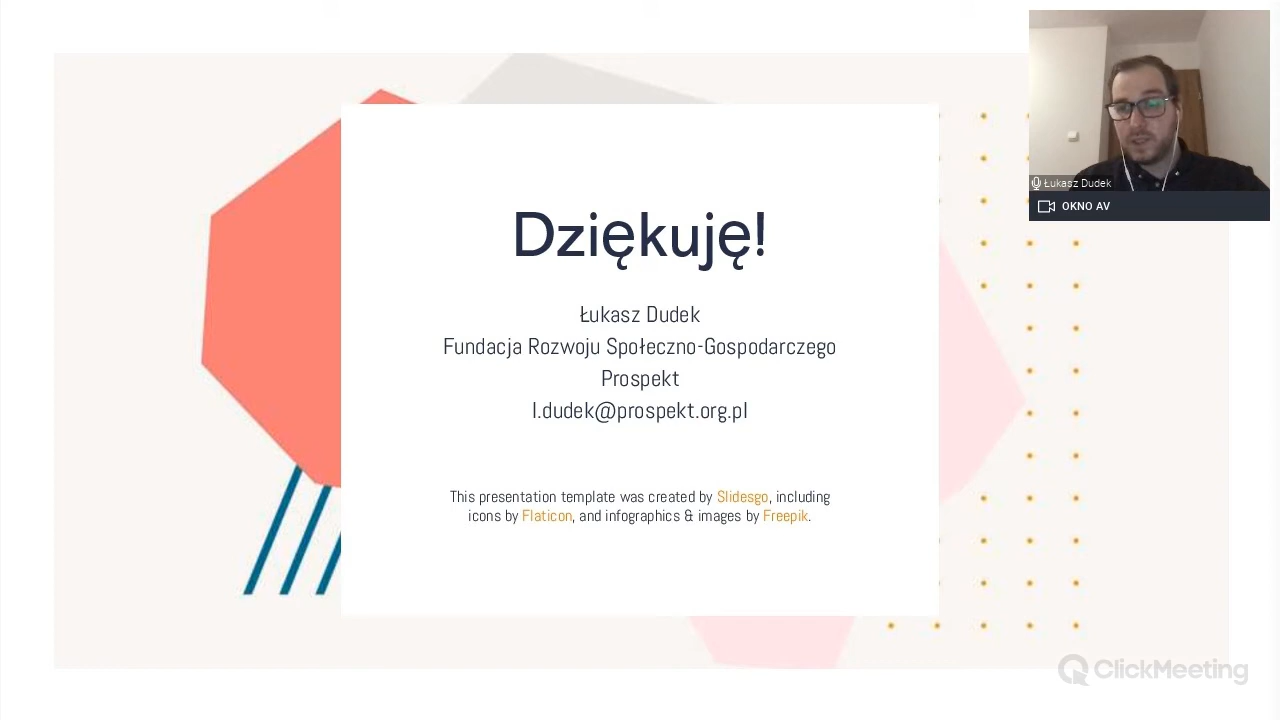 Dziękuję!
Łukasz Dudek
Fundacja Rozwoju Społeczno-Gospodarczego
Prospekt
l.dudek@prospekt.org.pl
This presentation template was created by Slidesgo, including
icons by Flaticon, and infographics & images by Freepik.
Łukasz Dudek
OKNO AV
ClickMeeting